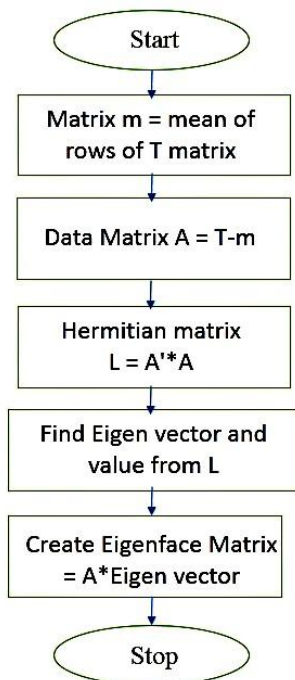 Start
Matrix m = mean of
rows of T matrix
Data Matrix A = T-m
Hermitian matrix
L = A'*A
Find Eigen vector and
value from L
Create Eigenface Matrix
= A*Eigen vector
Stop